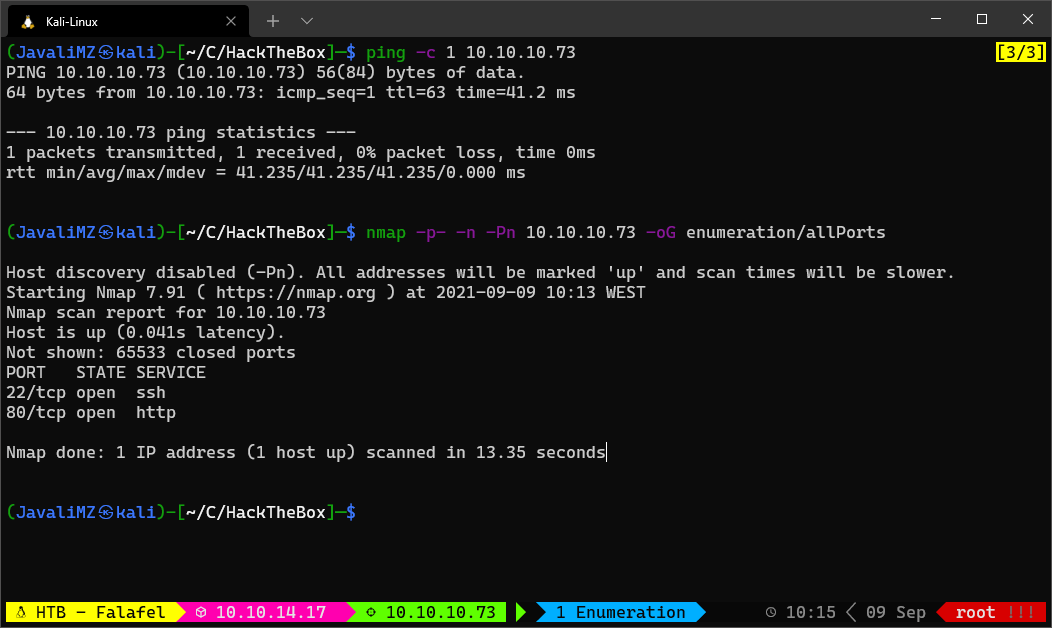 Kali-Linux
(JavaliMZ㉿kali)-[~/C/HackTheBox]─$ ping -c 1 10.10.10.73 [3/3]
PING 10.10.10.73 (10.10.10.73) 56(84) bytes of data.
64 bytes from 10.10.10.73: icmp_seq=1 ttl=63 time=41.2 ms
--- 10.10.10.73 ping statistics ---
1 packets transmitted, 1 received, 0% packet loss, time 0ms
rtt min/avg/max/mdev = 41.235/41.235/41.235/0.000 ms
(JavaliMZ㉿kali)-[~/C/HackTheBox]─$ nmap -p- -n -Pn 10.10.10.73 -oG enumeration/allPorts
Host discovery disabled (-Pn). All addresses will be marked 'up' and scan times will be slower.
Starting Nmap 7.91 ( https://nmap.org ) at 2021-09-09 10:13 WEST
Nmap scan report for 10.10.10.73
Host is up (0.041s latency).
Not shown: 65533 closed ports
PORT   STATE SERVICE
22/tcp open  ssh
80/tcp open  http
Nmap done: 1 IP address (1 host up) scanned in 13.35 seconds
(JavaliMZ㉿kali)-[~/C/HackTheBox]─$
HTB - Falafel 10.10.14.17 10.10.10.73 1 Enumeration 10:15 09 Sep root !!!